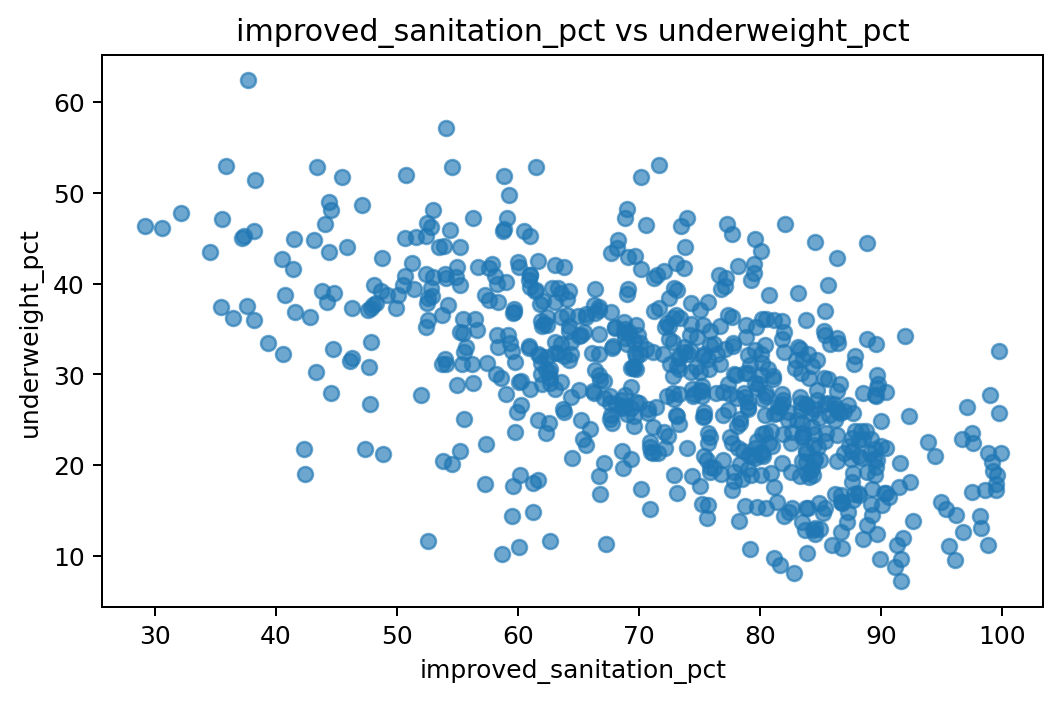 improved_sanitation_pct vs underweight_pct
60
50
40
30
20
10
underweight_pct
30 40 50 60 70 80 90 100
improved_sanitation_pct